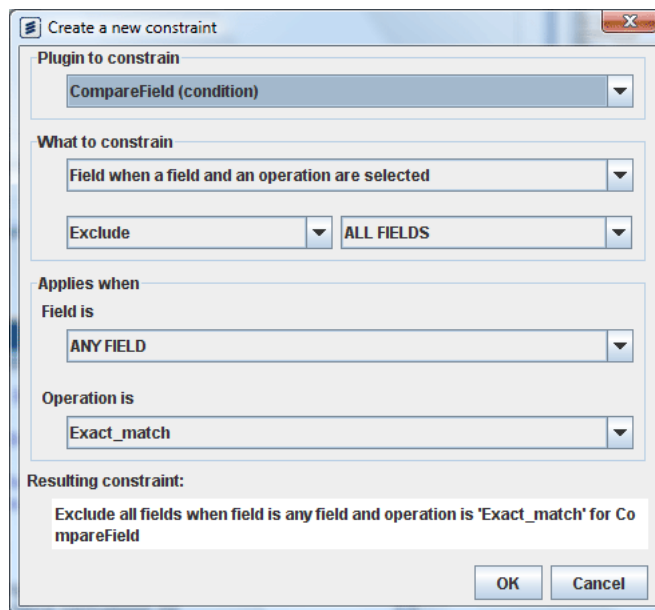 Create a new constraint
Plugin to constrain
CompareField (condition)
What to constrain
Field when a field and an operation are selected
Exclude
ALL FIELDS
Applies when
Field is
ANY FIELD
Operation is
Exact_match
Resulting constraint:
Exclude all fields when field is any field and operation is 'Exact_match' for Co
mpareField
OK
Cancel